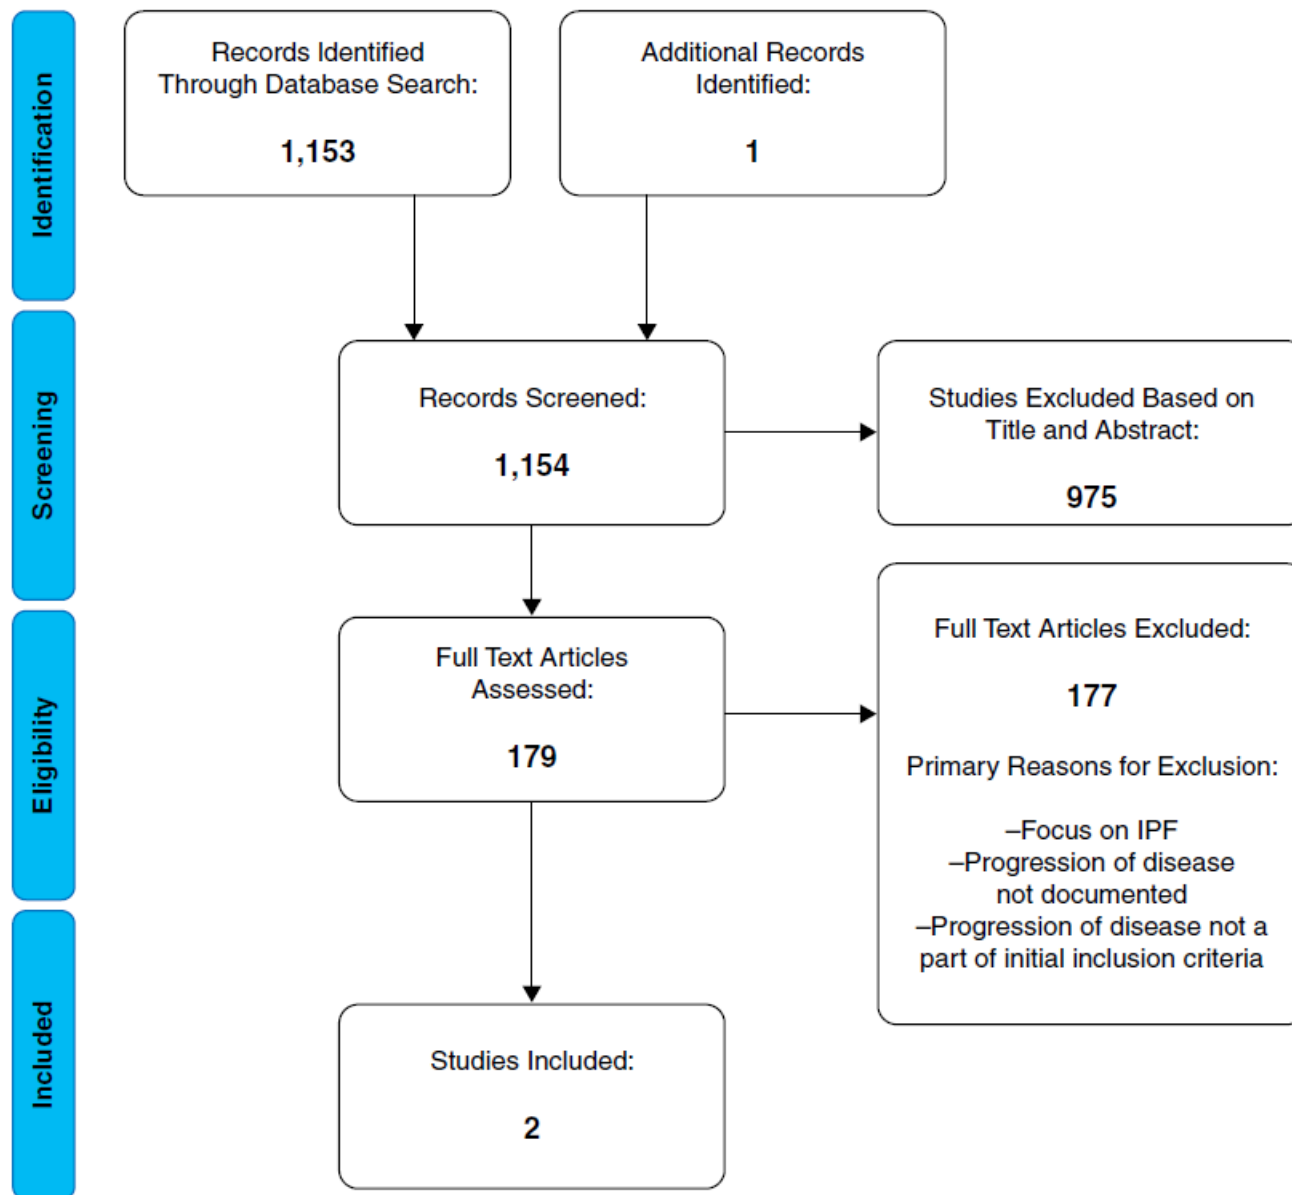 Identification
Records Identified
Through Database Search:
1,153
Additional Records
Identified:
1
Screening
Records Screened:
1,154
Studies Excluded Based on
Title and Abstract:
975
Eligibility
Full Text Articles
Assessed:
179
Full Text Articles Excluded:
177
Primary Reasons for Exclusion:
–Focus on IPF
–Progression of disease
not documented
–Progression of disease not a
part of initial inclusion criteria
Included
Studies Included:
2